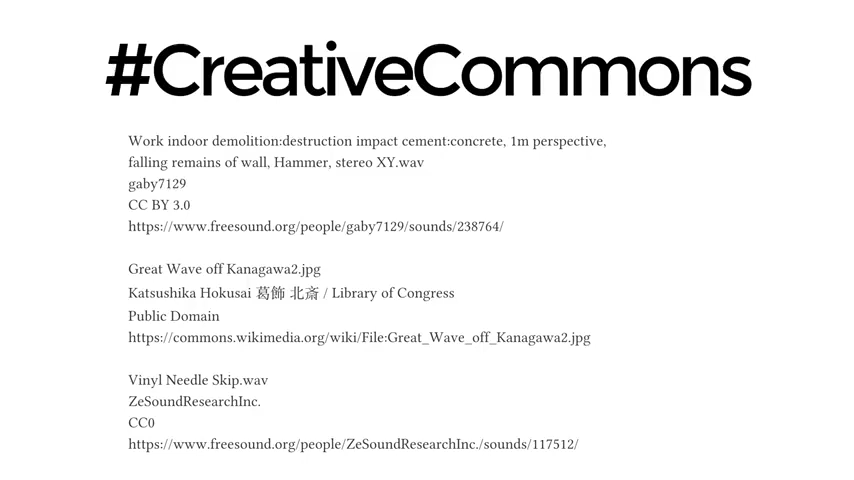 #CreativeCommons
Work indoor demolition:destruction impact cement:concrete, 1m perspective,
falling remains of wall, Hammer, stereo XY.wav
gaby7129
CC BY 3.0
https://www.freesound.org/people/gaby7129/sounds/238764/
Great Wave off Kanagawa2.jpg
Katsushika Hokusai 葛飾 北斎 / Library of Congress
Public Domain
https://commons.wikimedia.org/wiki/File:Great_Wave_off_Kanagawa2.jpg
Vinyl Needle Skip.wav
ZeSoundResearchInc.
CC0
https://www.freesound.org/people/ZeSoundResearchInc./sounds/117512/